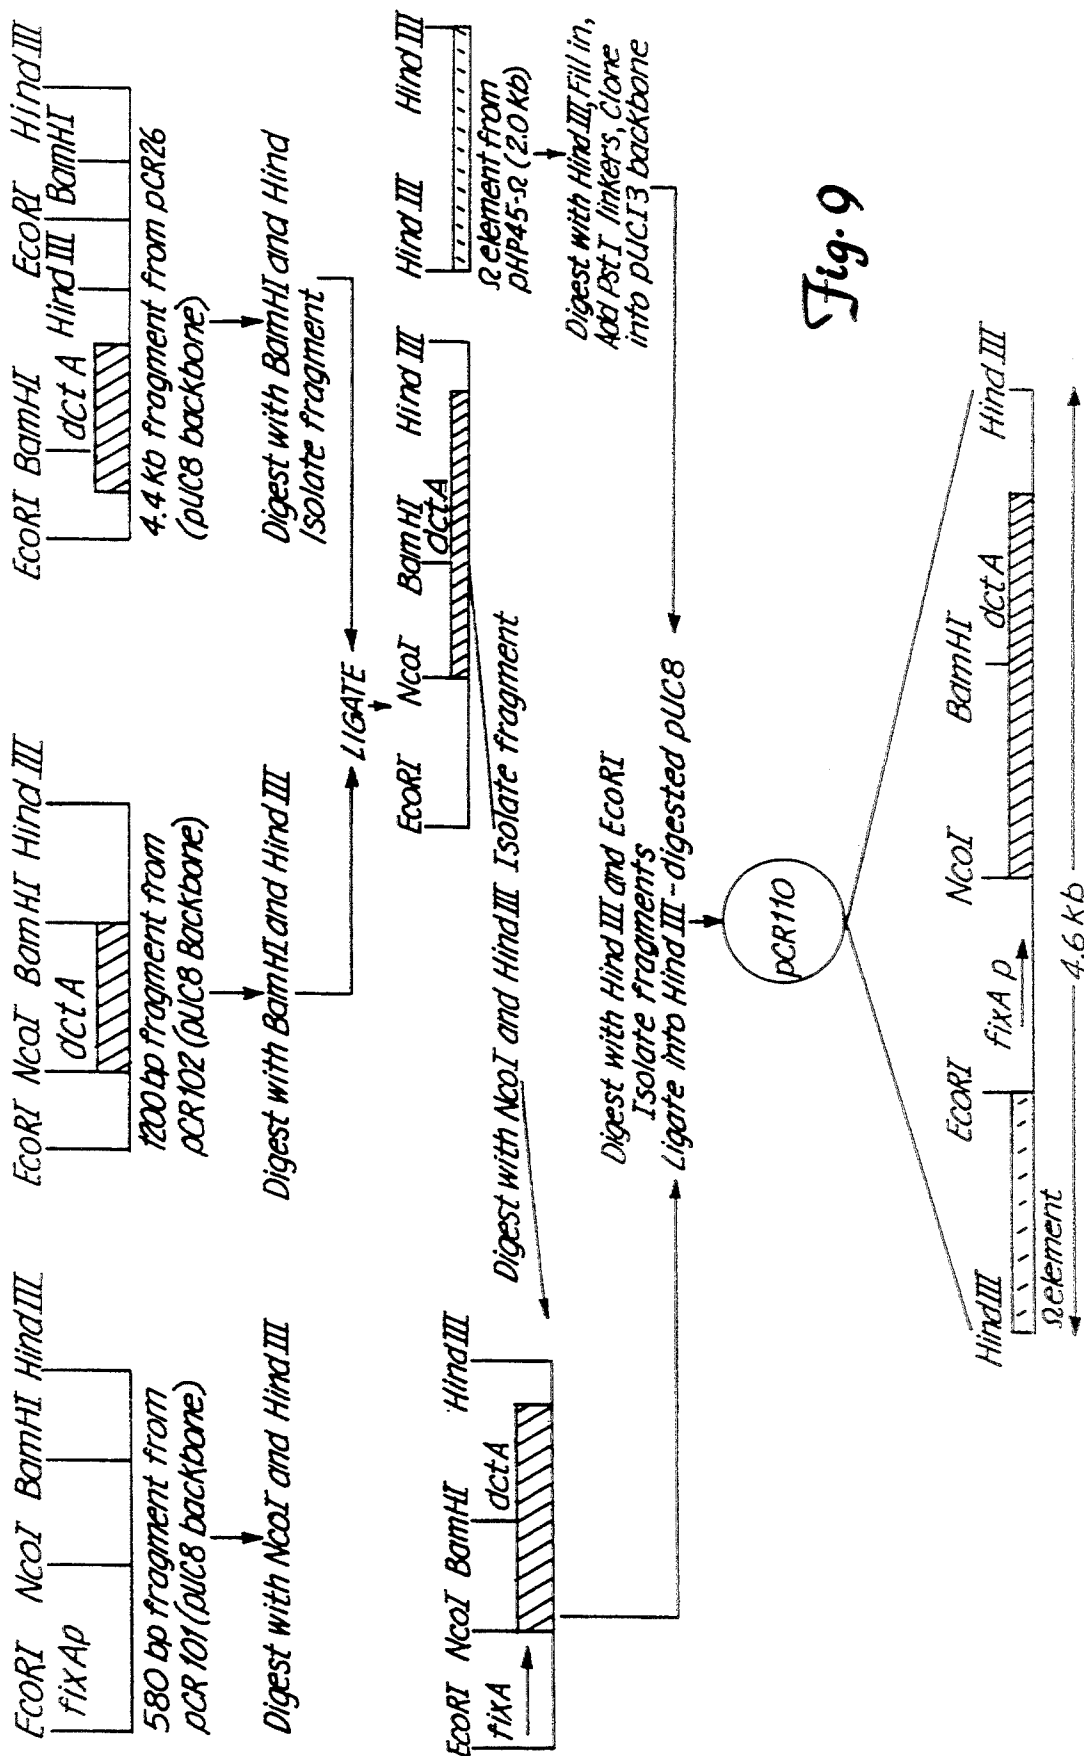 EcoRI NcoI BamHI HindIII
fixAp
580 bp fragment from
pCR 101 (pUC8 backbone)
Digest with NcoI and HindIII
EcoRI NcoI BamHI HindIII
dctA
1200 bp fragment from
pCR102 (pUC8 Backbone)
Digest with BamHI and HindIII
EcoRI BamHI HindIII EcoRI BamHI HindIII
dct A
4.4 kb fragment from pCR26
(pUC8 backbone)
Digest with BamHI and Hind
Isolate fragment
LIGATE
EcoRI NcoI BamHI HindIII
dctA
Digest with NcoI and HindIII Isolate fragment
EcoRI NcoI BamHI HindIII
fixA
dctA
HindIII HindIII
Ω element from
pHP45-Ω (2.0 kb)
Digest with HindIII, Fill in,
Add PstI linkers, Clone
into pUC13 backbone
Digest with HindIII and EcoRI
Isolate fragments
Ligate into HindIII-digested pUC8
pCR110
HindIII EcoRI NcoI BamHI HindIII
fixA p
dctA
Ω element
4.6 kb
Fig. 9